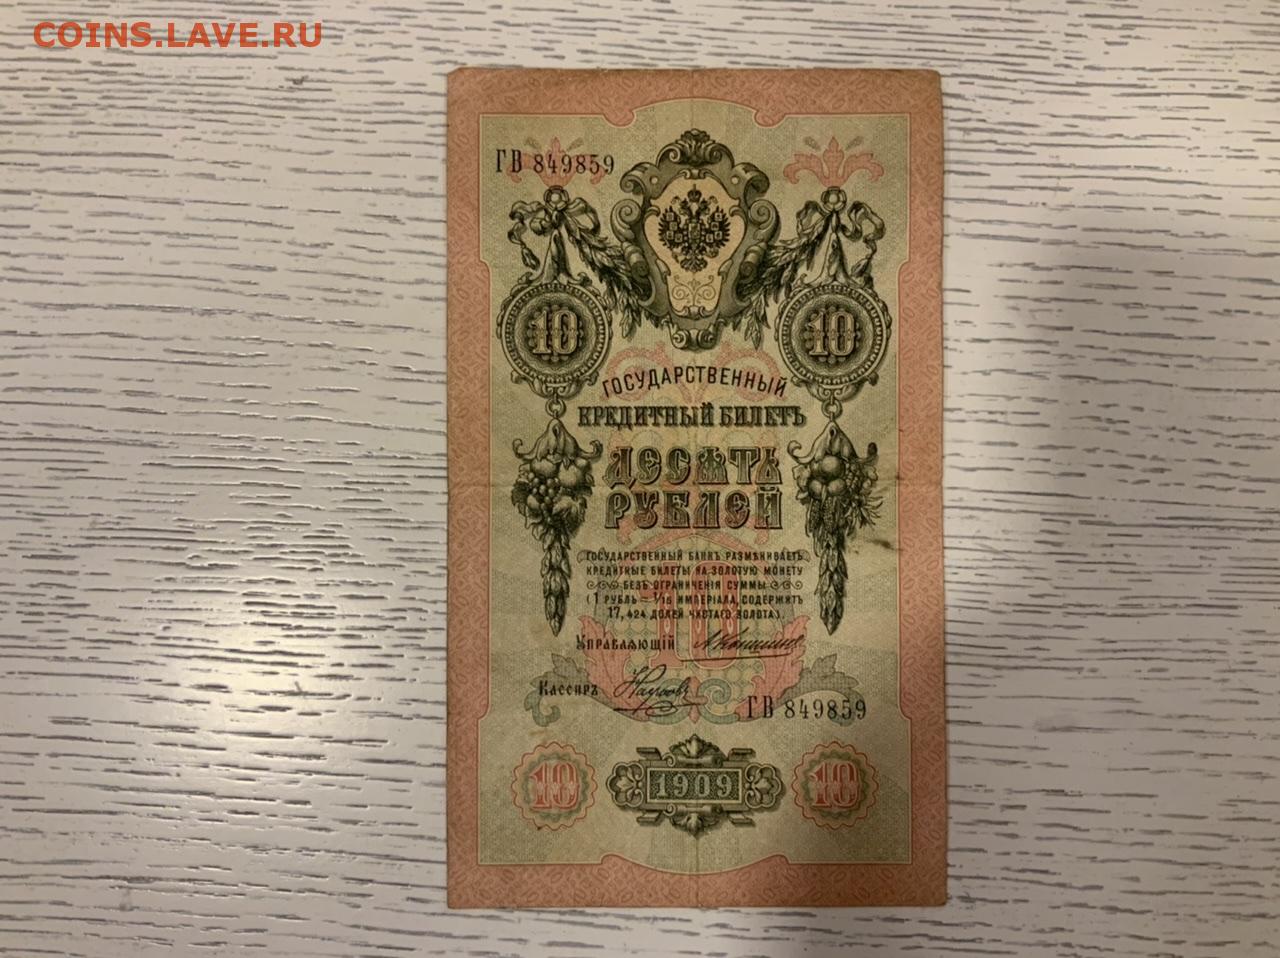 COINS.LAVE.RU
ГВ 849859
10 10
ГОСУДАРСТВЕННЫЙ
КРЕДИТНЫЙ БИЛЕТЪ
ДЕСЯТЬ
РУБЛЕЙ
ГОСУДАРСТВЕННЫЙ БАНКЪ РАЗМѢНИВАЕТЪ
КРЕДИТНЫЕ БИЛЕТЫ НА ЗОЛОТУЮ МОНЕТУ
БЕЗЪ ОГРАНИЧЕНІЯ СУММЫ
(1 РУБЛЬ = 1/15 ИМПЕРІАЛА, СОДЕРЖИТЪ
17,424 ДОЛЕЙ ЧИСТАГО ЗОЛОТА).
10
УПРАВЛЯЮЩІЙ А Коншинъ
КАССИРЪ
ГВ 849859
10 1909 10